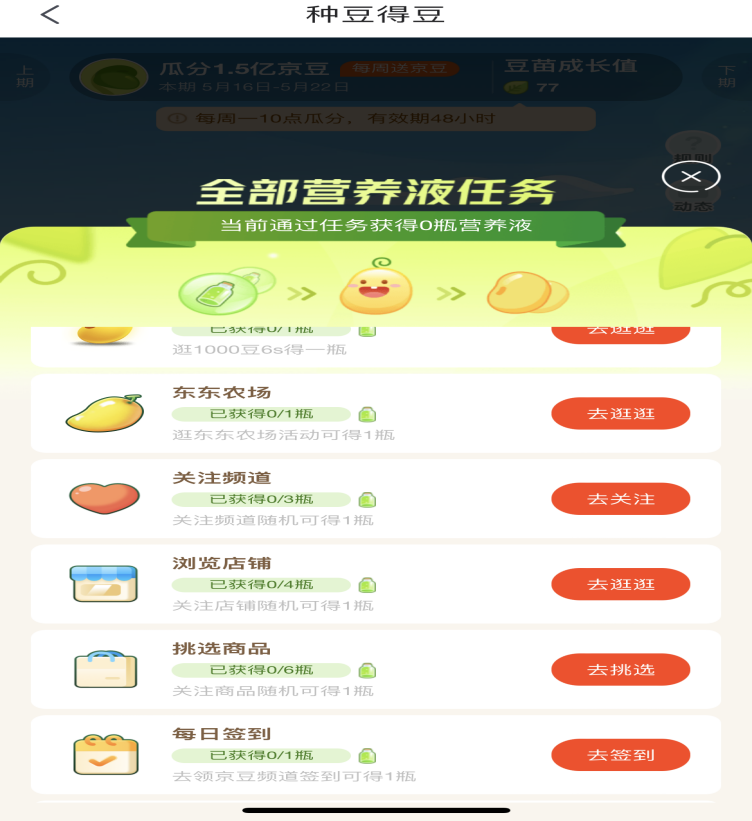 种豆得豆
上期
瓜分1.5亿京豆 每周送京豆
本期 5月16日-5月22日
豆苗成长值
77
下期
每周一10点瓜分，有效期48小时
规则
动态
全部营养液任务
当前通过任务获得0瓶营养液
已获得0/1瓶
去逛逛
逛1000豆6s得一瓶
东东农场
已获得0/1瓶
去逛逛
逛东东农场活动可得1瓶
关注频道
已获得0/3瓶
去关注
关注频道随机可得1瓶
浏览店铺
已获得0/4瓶
去逛逛
关注店铺随机可得1瓶
挑选商品
已获得0/6瓶
去挑选
关注商品随机可得1瓶
每日签到
已获得0/1瓶
去签到
去领京豆频道签到可得1瓶